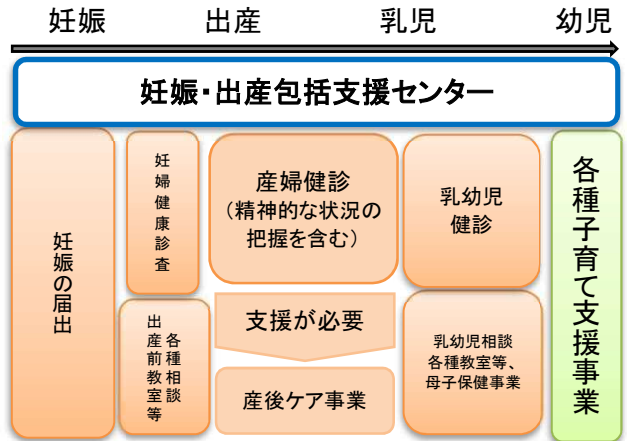 妊娠 出産 乳児 幼児
妊娠・出産包括支援センター
妊娠の届出
妊婦健康診査
各種相談
出産前教室等
産婦健診
(精神的な状況の
把握を含む)
支援が必要
産後ケア事業
乳幼児
健診
乳幼児相談
各種教室等、
母子保健事業
各種子育て支援事業